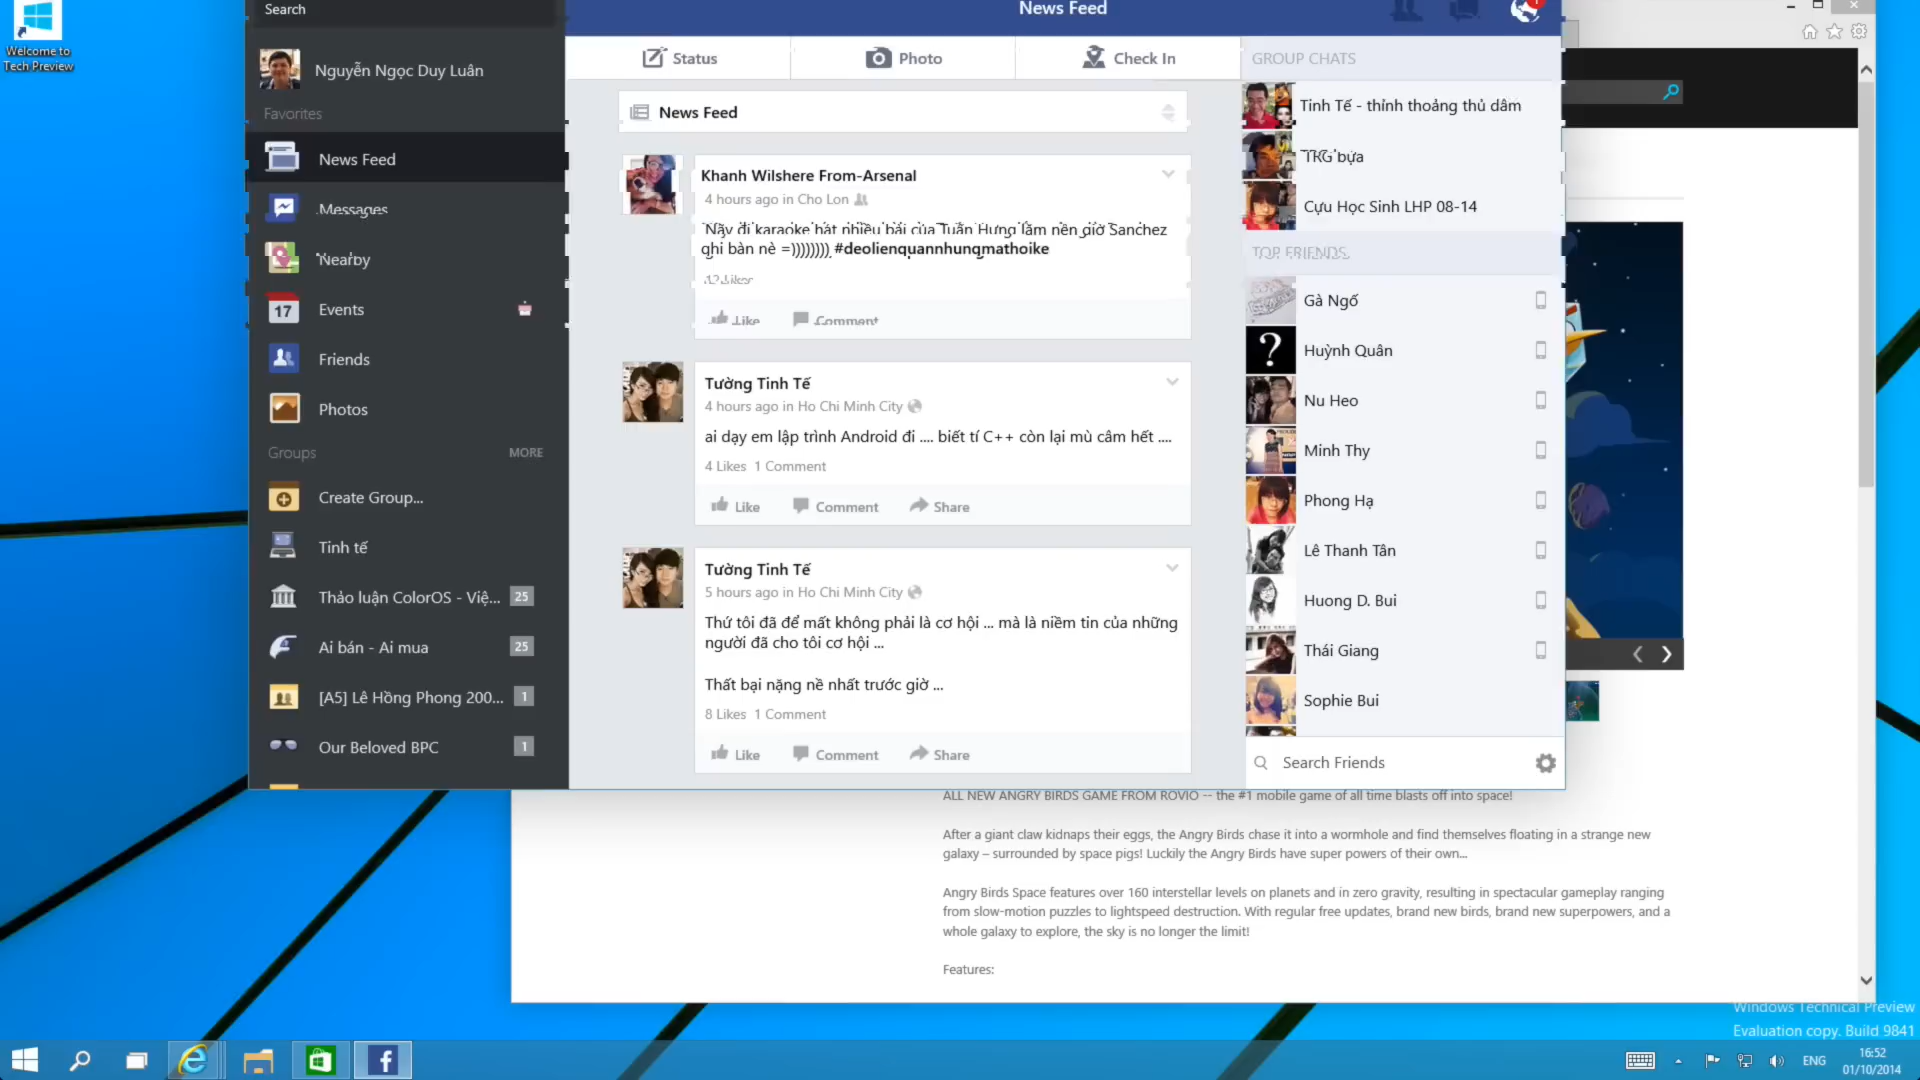 Welcome to
Tech Preview
Search
Nguyễn Ngọc Duy Luân
Favorites
News Feed
Messages
Nearby
17
Events
Friends
Photos
Groups
MORE
Create Group...
Tinh tế
Thảo luận ColorOS - Việ...
25
Ai bán - Ai mua
25
[A5] Lê Hồng Phong 200...
1
Our Beloved BPC
1
News Feed
1
Status
Photo
Check In
News Feed
Khanh Wilshere From-Arsenal
4 hours ago in Cho Lon
Nãy đi karaoke hát nhiều bài của Tuấn Hưng lắm nên giờ Sanchez
ghi bàn nè =)))))))) #deolienquannhungmathoike
12 Likes
Like
Comment
Tường Tinh Tế
4 hours ago in Ho Chi Minh City
ai dạy em lập trình Android đi .... biết tí C++ còn lại mù câm hết ....
4 Likes 1 Comment
Like
Comment
Share
Tường Tinh Tế
5 hours ago in Ho Chi Minh City
Thứ tôi đã để mất không phải là cơ hội ... mà là niềm tin của những
người đã cho tôi cơ hội ...
Thất bại nặng nề nhất trước giờ ...
8 Likes 1 Comment
Like
Comment
Share
GROUP CHATS
Tinh Tế - thỉnh thoảng thủ dâm
TKG bựa
Cựu Học Sinh LHP 08-14
TOP FRIENDS
Gà Ngố
?
Huỳnh Quân
Nu Heo
Minh Thy
Phong Hạ
Lê Thanh Tân
Huong D. Bui
Thái Giang
Sophie Bui
Search Friends
ALL NEW ANGRY BIRDS GAME FROM ROVIO -- the #1 mobile game of all time blasts off into space!
After a giant claw kidnaps their eggs, the Angry Birds chase it into a wormhole and find themselves floating in a strange new
galaxy – surrounded by space pigs! Luckily the Angry Birds have super powers of their own...
Angry Birds Space features over 160 interstellar levels on planets and in zero gravity, resulting in spectacular gameplay ranging
from slow-motion puzzles to lightspeed destruction. With regular free updates, brand new birds, brand new superpowers, and a
whole galaxy to explore, the sky is no longer the limit!
Features:
Windows Technical Preview
Evaluation copy. Build 9841
ENG
16:52
01/10/2014